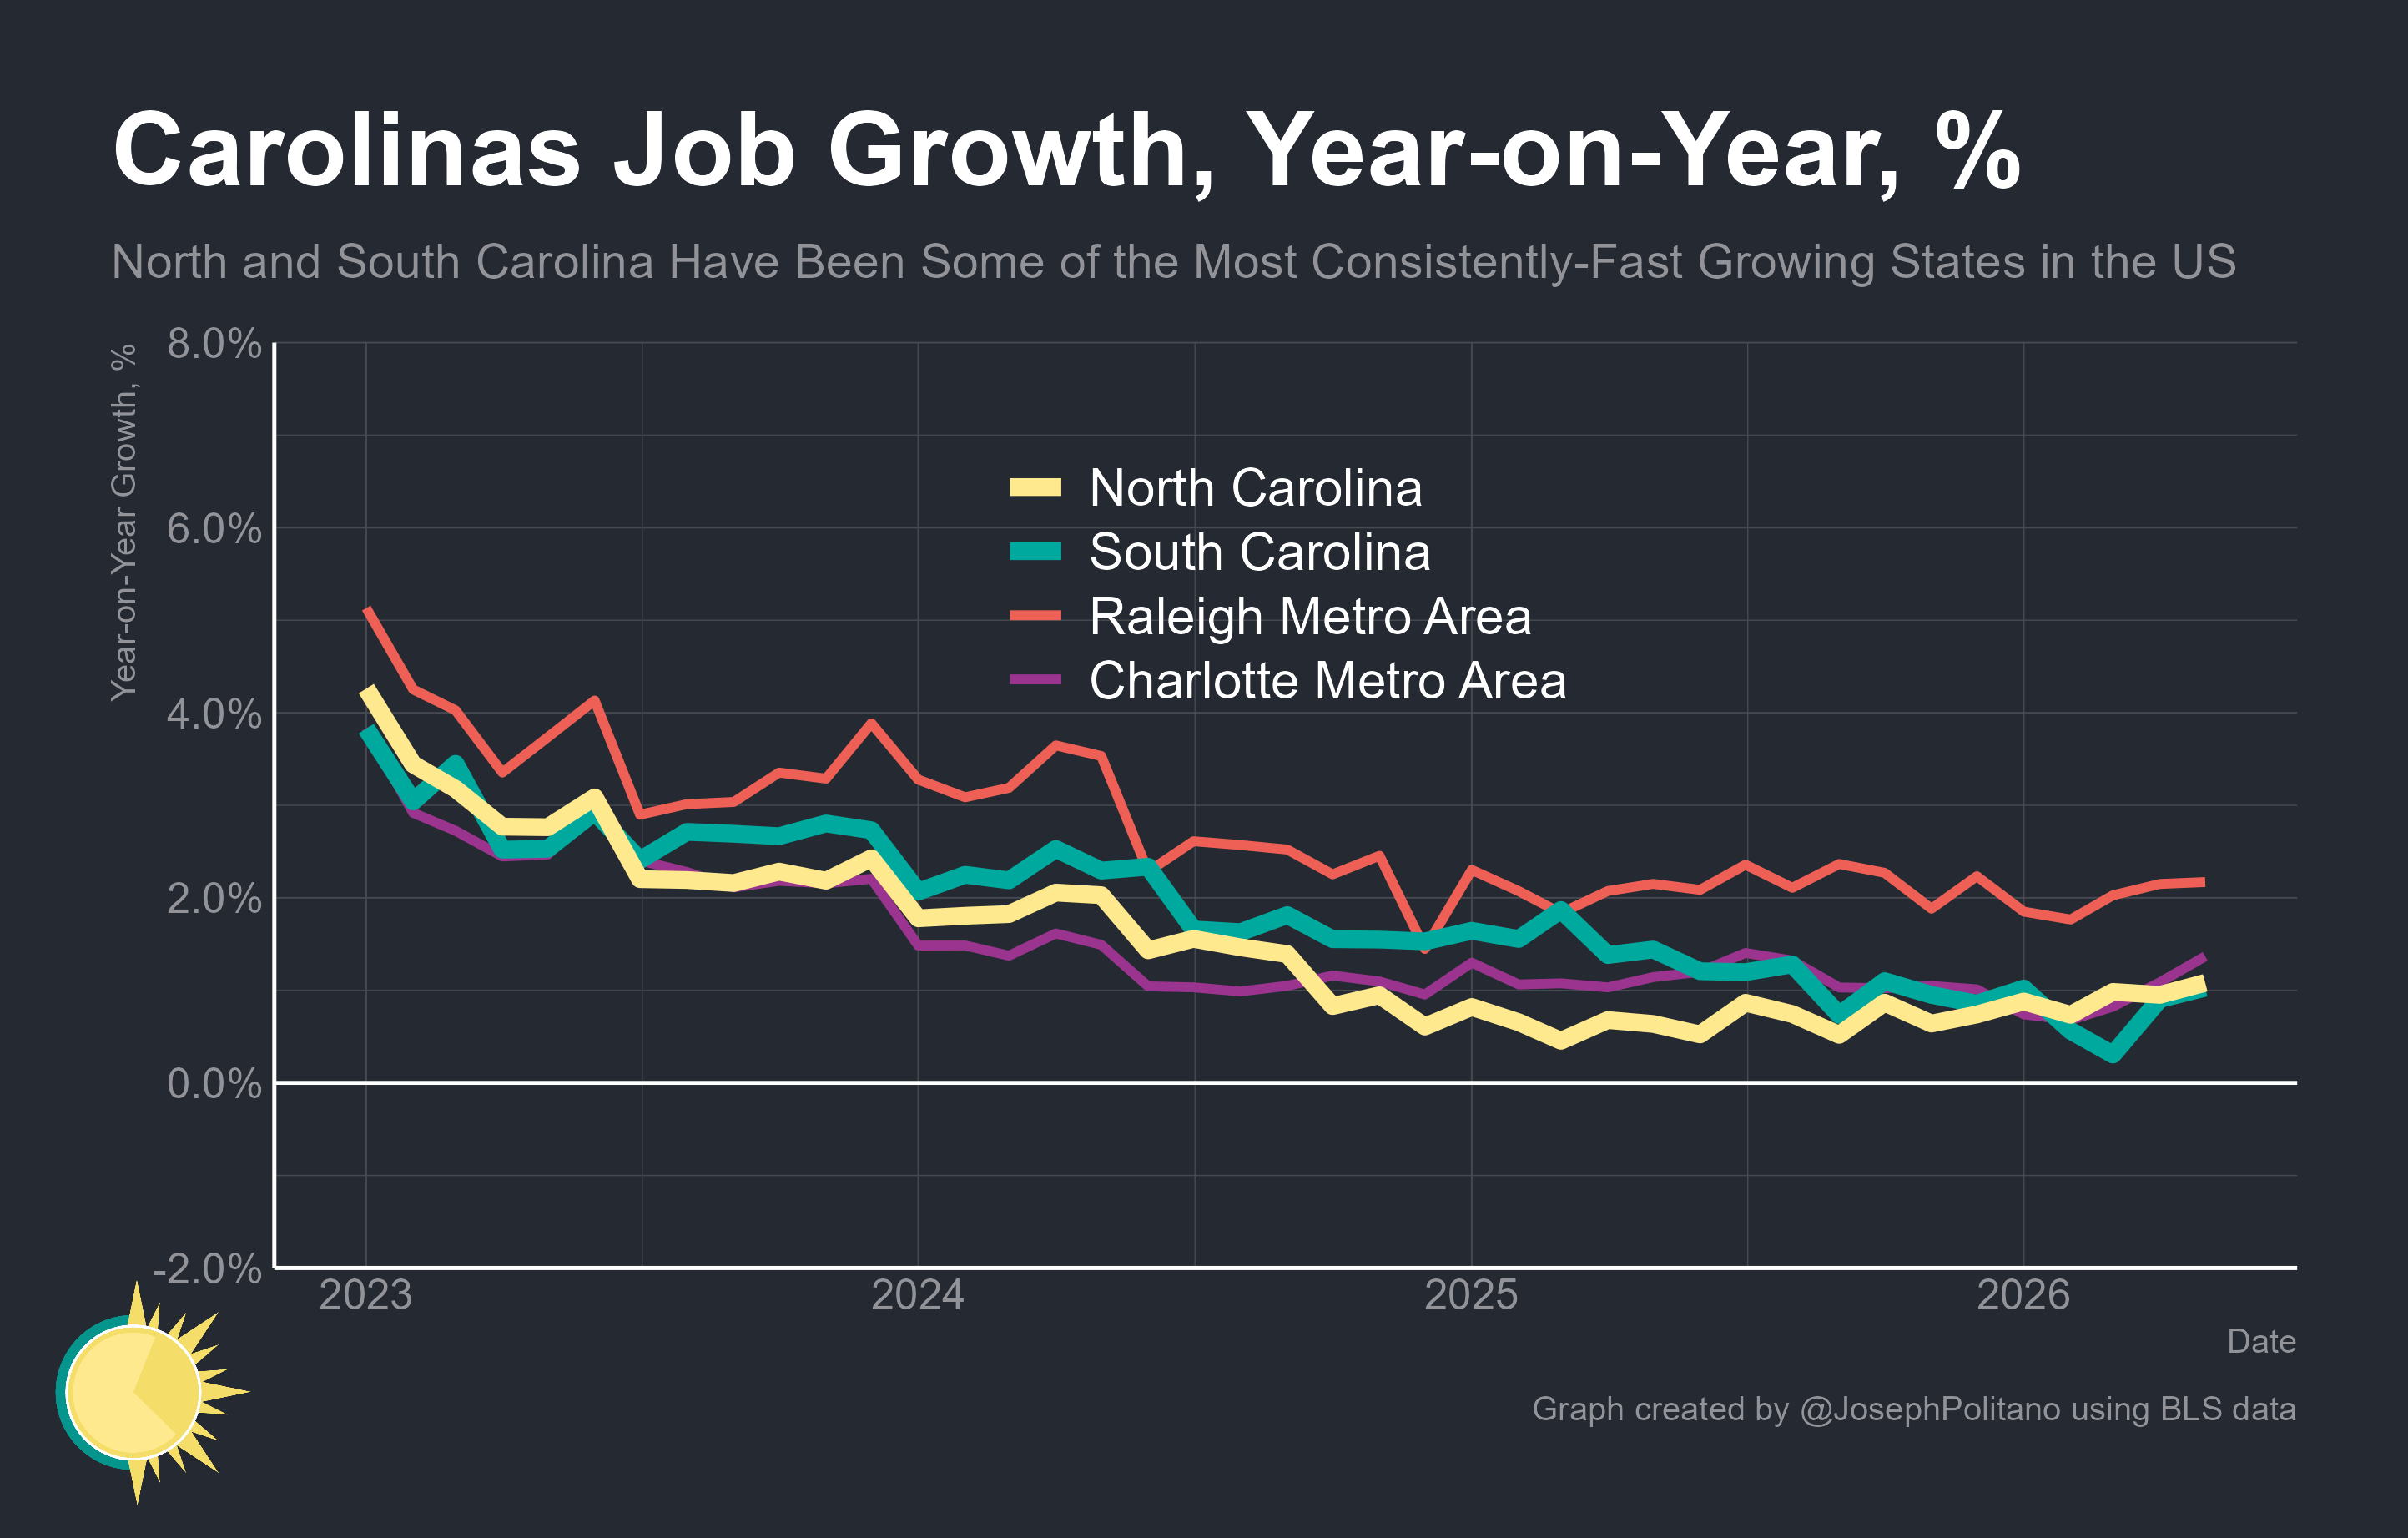 Carolinas Job Growth, Year-on-Year, %
North and South Carolina Have Been Some of the Most Consistently-Fast Growing States in the US
Year-on-Year Growth, %
8.0%
6.0%
4.0%
2.0%
0.0%
-2.0%
North Carolina
South Carolina
Raleigh Metro Area
Charlotte Metro Area
2023
2024
2025
2026
Date
Graph created by @JosephPolitano using BLS data